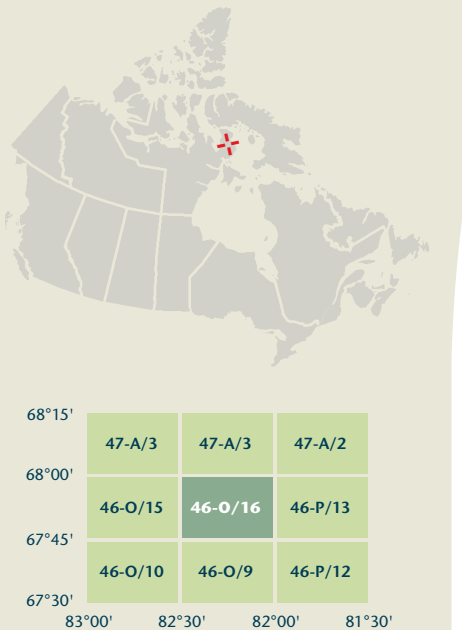 68°15'
47-A/3 47-A/3 47-A/2
68°00'
46-O/15 46-O/16 46-P/13
67°45'
46-O/10 46-O/9 46-P/12
67°30'
83°00' 82°30' 82°00' 81°30'